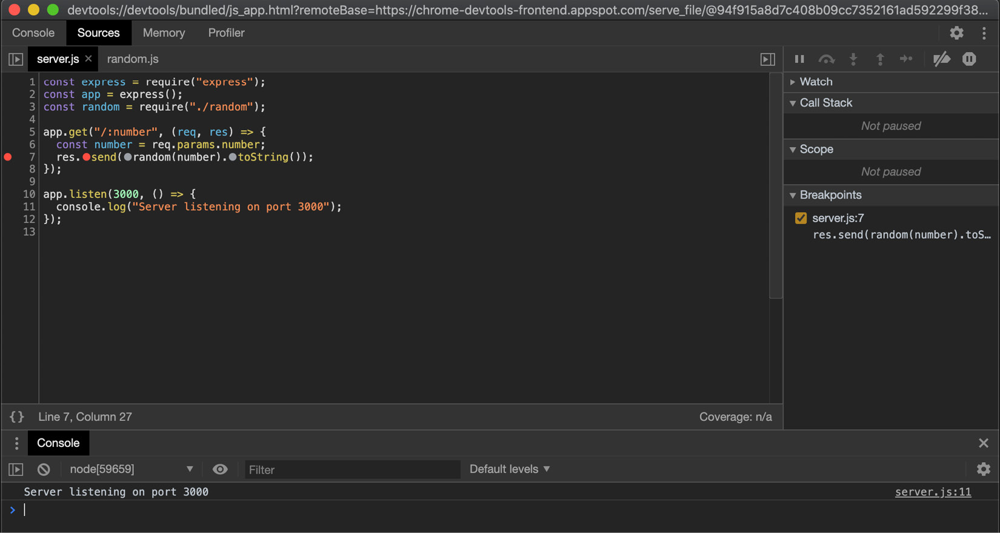 devtools://devtools/bundled/js_app.html?remoteBase=https://chrome-devtools-frontend.appspot.com/serve_file/@94f915a8d7c408b09cc7352161ad592299f38...
Console Sources Memory Profiler
server.js × random.js
1 const express = require("express");
2 const app = express();
3 const random = require("./random");
4
5 app.get("/:number", (req, res) => {
6 const number = req.params.number;
7 res.send(random(number).toString());
8 });
9
10 app.listen(3000, () => {
11 console.log("Server listening on port 3000");
12 });
13
Watch
Call Stack
Not paused
Scope
Not paused
Breakpoints
server.js:7
res.send(random(number).toS…
{} Line 7, Column 27 Coverage: n/a
Console
node[59659] Filter Default levels
Server listening on port 3000 server.js:11
>